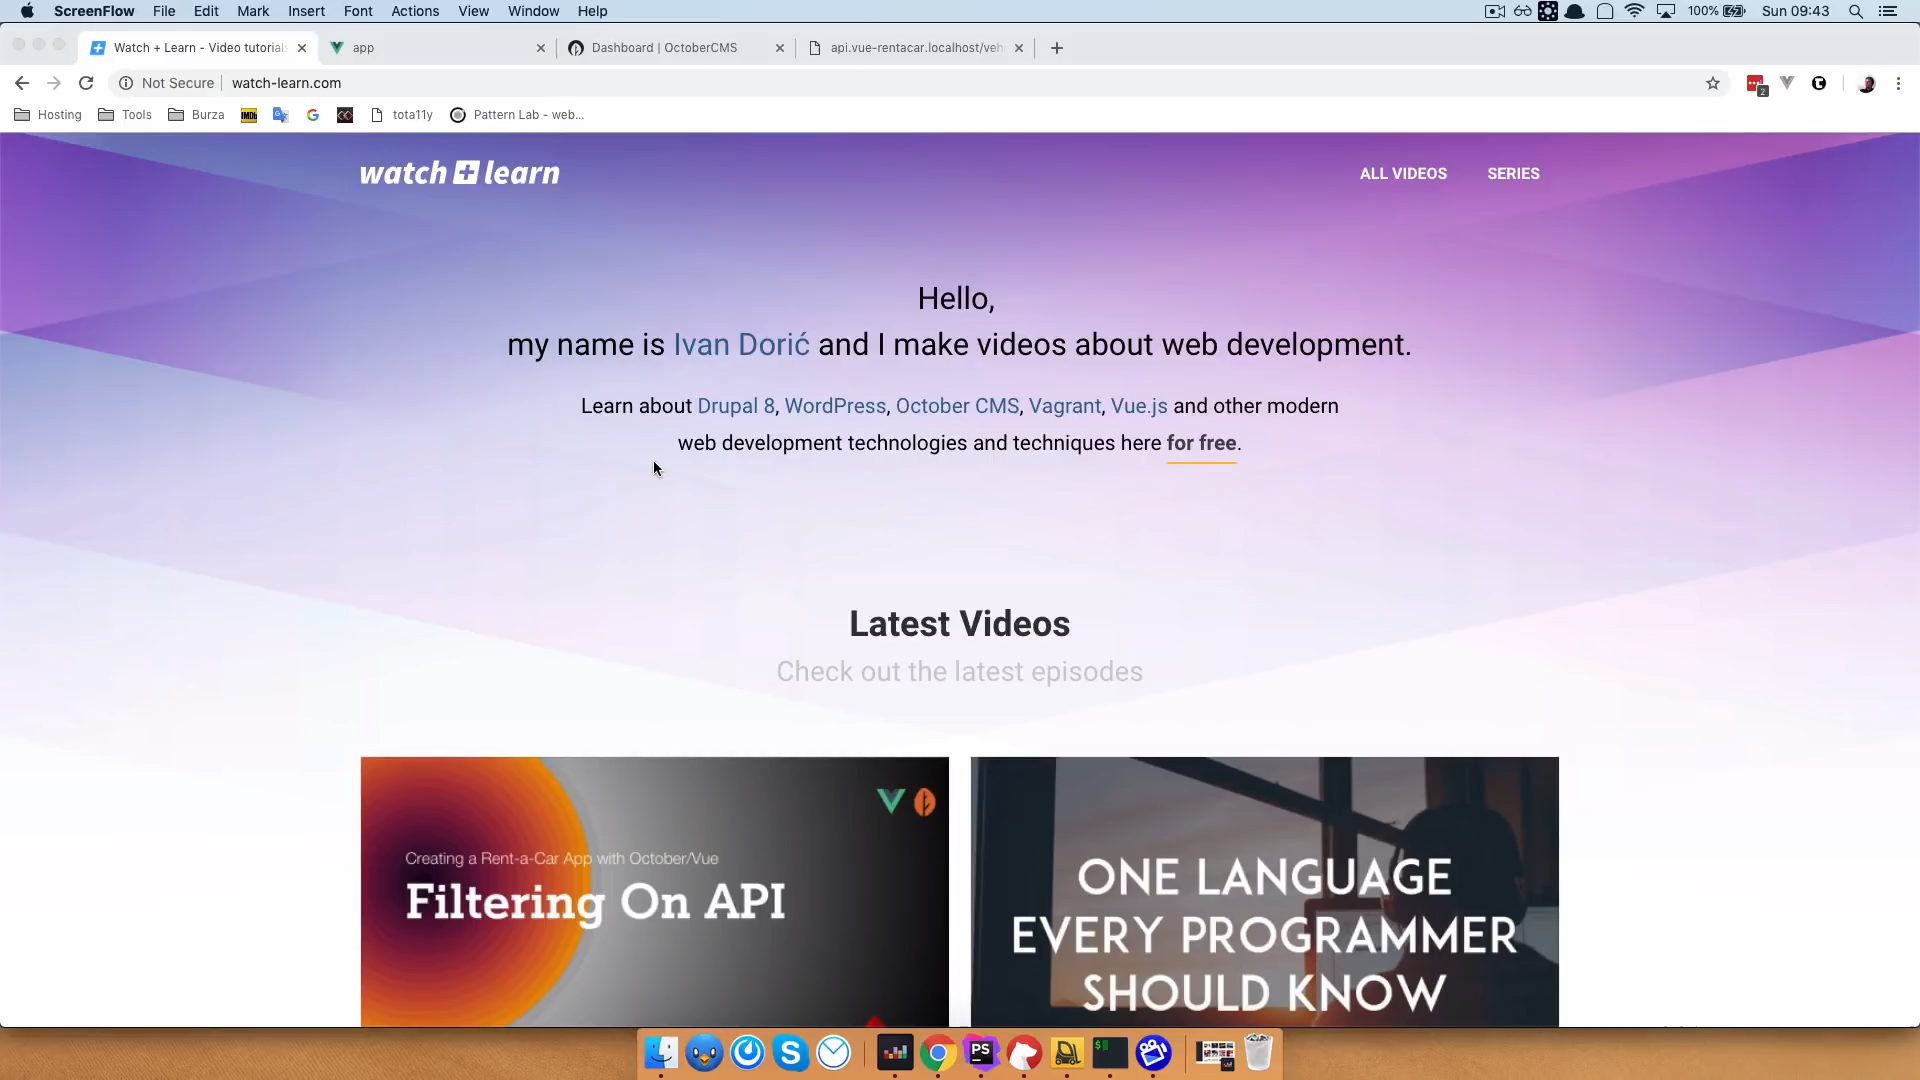 ScreenFlow File Edit Mark Insert Font Actions View Window Help 100% Sun 09:43
Watch + Learn - Video tutorials app Dashboard | OctoberCMS api.vue-rentacar.localhost/veh
Not Secure watch-learn.com
Hosting Tools Burza IMDb tota11y Pattern Lab - web...
watch + learn ALL VIDEOS SERIES
Hello,
my name is Ivan Dorić and I make videos about web development.
Learn about Drupal 8, WordPress, October CMS, Vagrant, Vue.js and other modern
web development technologies and techniques here for free.
Latest Videos
Check out the latest episodes
Creating a Rent-a-Car App with October/Vue
Filtering On API
ONE LANGUAGE
EVERY PROGRAMMER
SHOULD KNOW
PS